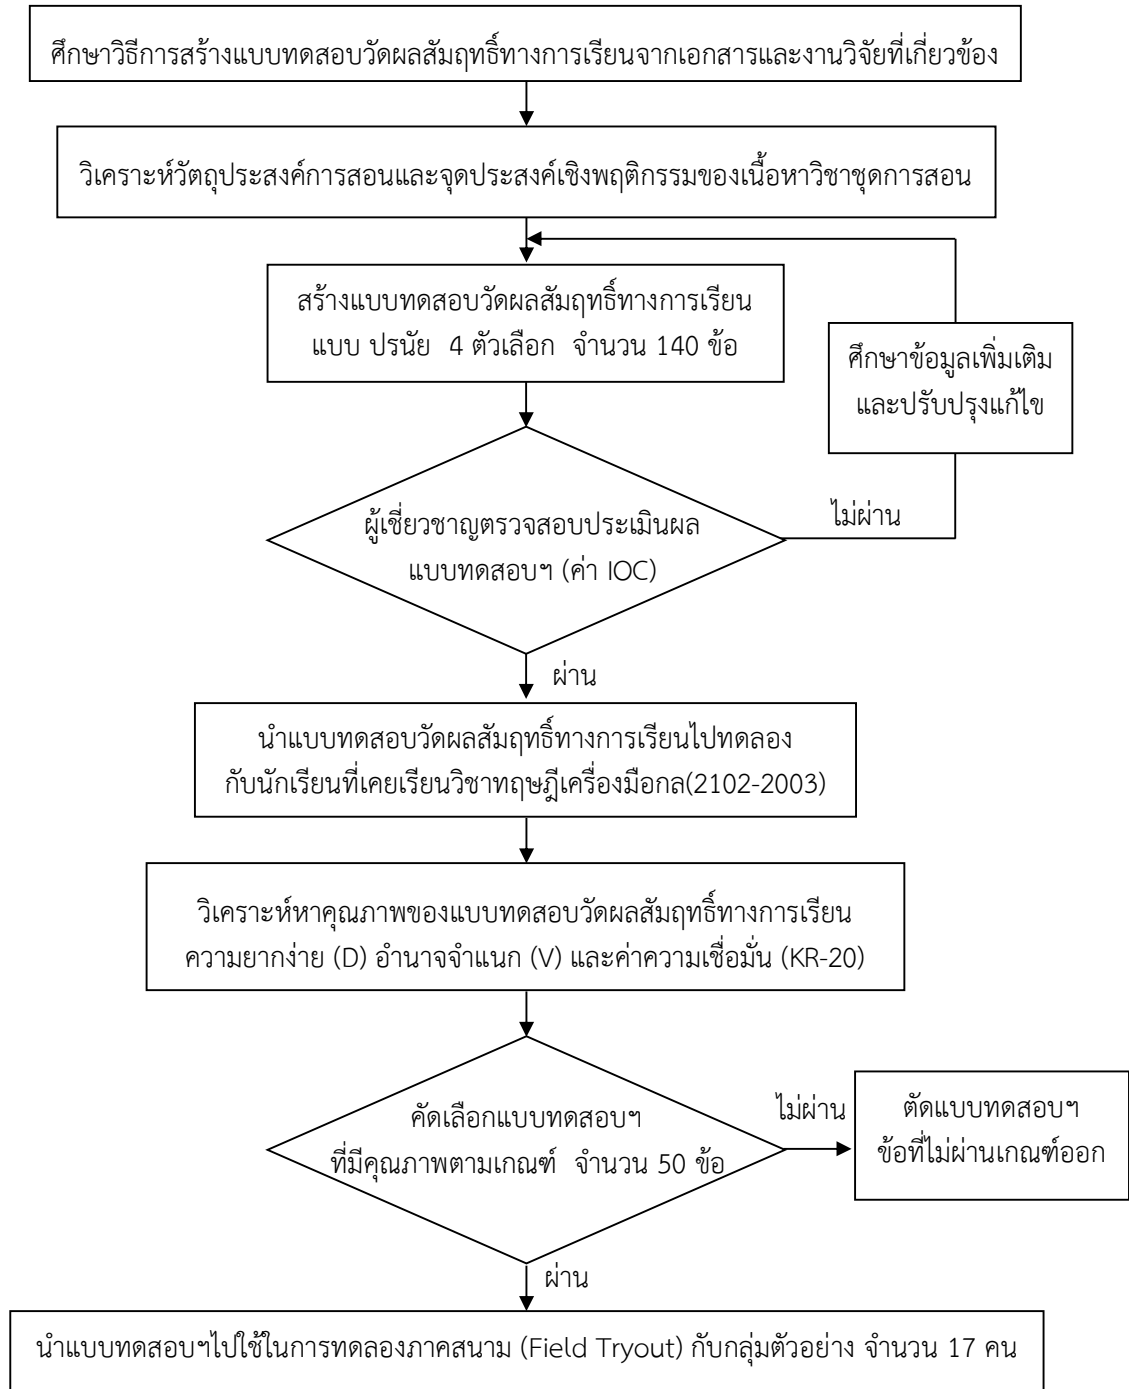 ศึกษาวิธีการสร้างแบบทดสอบวัดผลสัมฤทธิ์ทางการเรียนจากเอกสารและงานวิจัยที่เกี่ยวข้อง
วิเคราะห์วัตถุประสงค์การสอนและจุดประสงค์เชิงพฤติกรรมของเนื้อหาวิชาชุดการสอน
สร้างแบบทดสอบวัดผลสัมฤทธิ์ทางการเรียน
แบบ ปรนัย 4 ตัวเลือก จำนวน 140 ข้อ
ศึกษาข้อมูลเพิ่มเติม
และปรับปรุงแก้ไข
ไม่ผ่าน
ผู้เชี่ยวชาญตรวจสอบประเมินผล
แบบทดสอบฯ (ค่า IOC)
ผ่าน
นำแบบทดสอบวัดผลสัมฤทธิ์ทางการเรียนไปทดลอง
กับนักเรียนที่เคยเรียนวิชาทฤษฎีเครื่องมือกล(2102-2003)
วิเคราะห์หาคุณภาพของแบบทดสอบวัดผลสัมฤทธิ์ทางการเรียน
ความยากง่าย (D) อำนาจจำแนก (V) และค่าความเชื่อมั่น (KR-20)
คัดเลือกแบบทดสอบฯ
ที่มีคุณภาพตามเกณฑ์ จำนวน 50 ข้อ
ไม่ผ่าน
ตัดแบบทดสอบฯ
ข้อที่ไม่ผ่านเกณฑ์ออก
ผ่าน
นำแบบทดสอบฯไปใช้ในการทดลองภาคสนาม (Field Tryout) กับกลุ่มตัวอย่าง จำนวน 17 คน